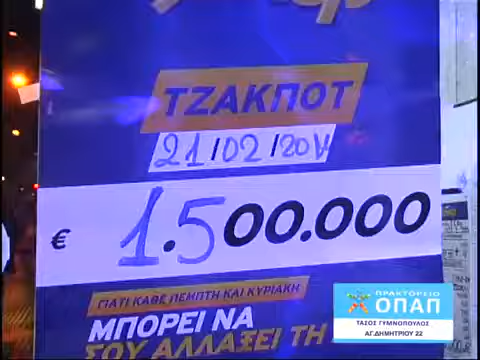 ΤΖΑΚΠΟΤ
21/02/201
€ 1.500.000
ΓΙΑΤΙ ΚΑΘΕ ΠΕΜΠΤΗ ΚΑΙ ΚΥΡΙΑΚΗ
ΜΠΟΡΕΙ ΝΑ
ΣΟΥ ΑΛΛΑΞΕΙ ΤΗ
ΠΡΑΚΤΟΡΕΙΟ
ΟΠΑΠ
ΤΑΣΟΣ ΓΥΜΝΟΠΟΥΛΟΣ
ΑΓ.ΔΗΜΗΤΡΙΟΥ 22